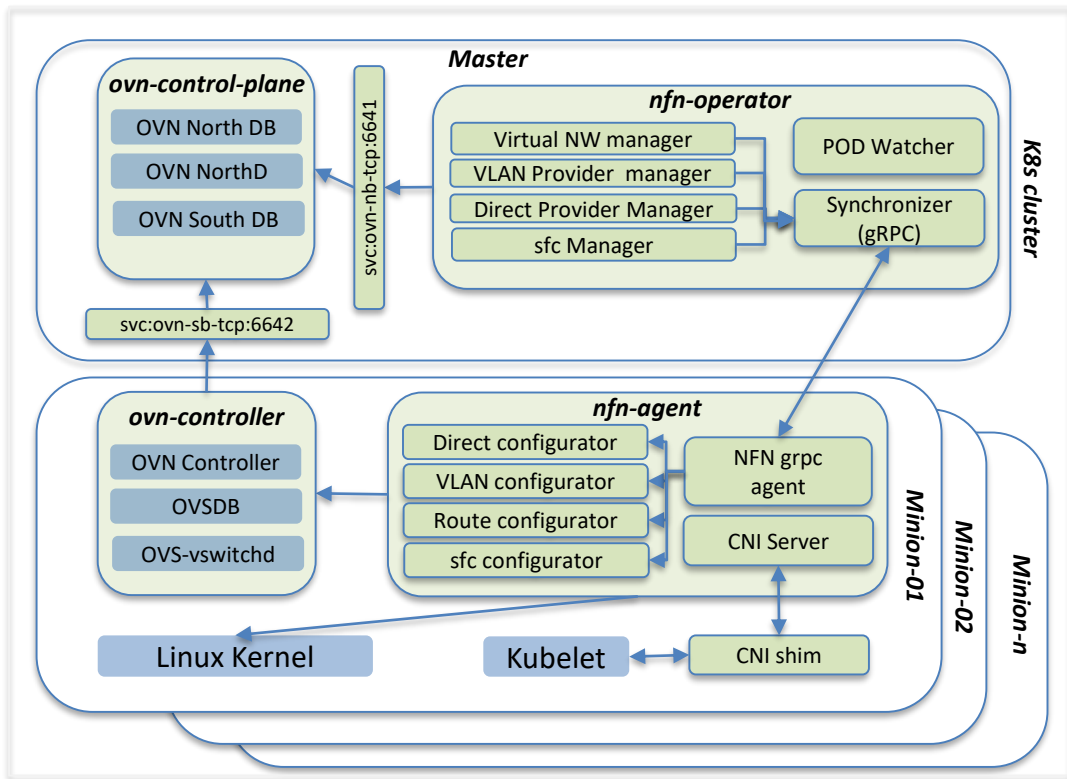 Master
ovn-control-plane
OVN North DB
OVN NorthD
OVN South DB
svc:ovn-nb-tcp:6641
nfn-operator
Virtual NW manager
VLAN Provider  manager
Direct Provider Manager
sfc Manager
POD Watcher
Synchronizer
(gRPC)
K8s cluster
svc:ovn-sb-tcp:6642
ovn-controller
OVN Controller
OVSDB
OVS-vswitchd
nfn-agent
Direct configurator
VLAN configurator
Route configurator
sfc configurator
NFN grpc
agent
CNI Server
Linux Kernel
Kubelet
CNI shim
Minion-01
Minion-02
Minion-n